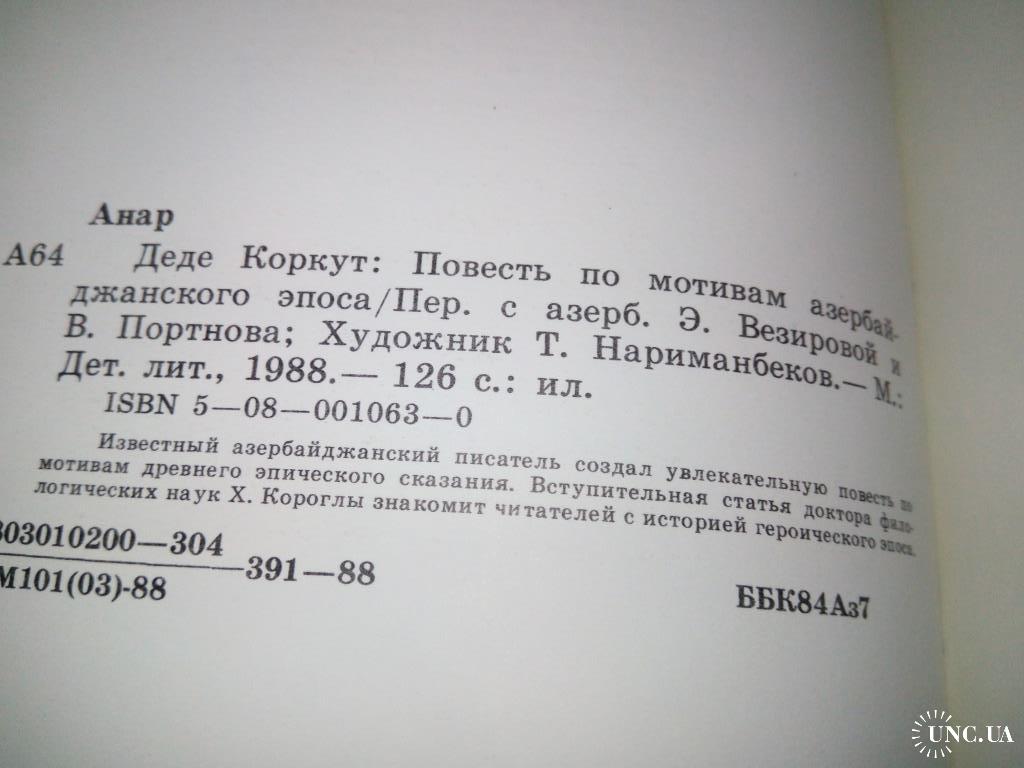 Анар
А64 Деде Коркут: Повесть по мотивам азербай-
джанского эпоса/Пер. с азерб. Э. Везировой и
В. Портнова; Художник Т. Нариманбеков.— М.:
Дет. лит., 1988.— 126 с.: ил.
ISBN 5—08—001063—0
Известный азербайджанский писатель создал увлекательную повесть по
мотивам древнего эпического сказания. Вступительная статья доктора фило-
логических наук Х. Короглы знакомит читателей с историей героического эпоса.
803010200—304
—391—88
М101(03)-88
ББК84Аз7
UNC.UA